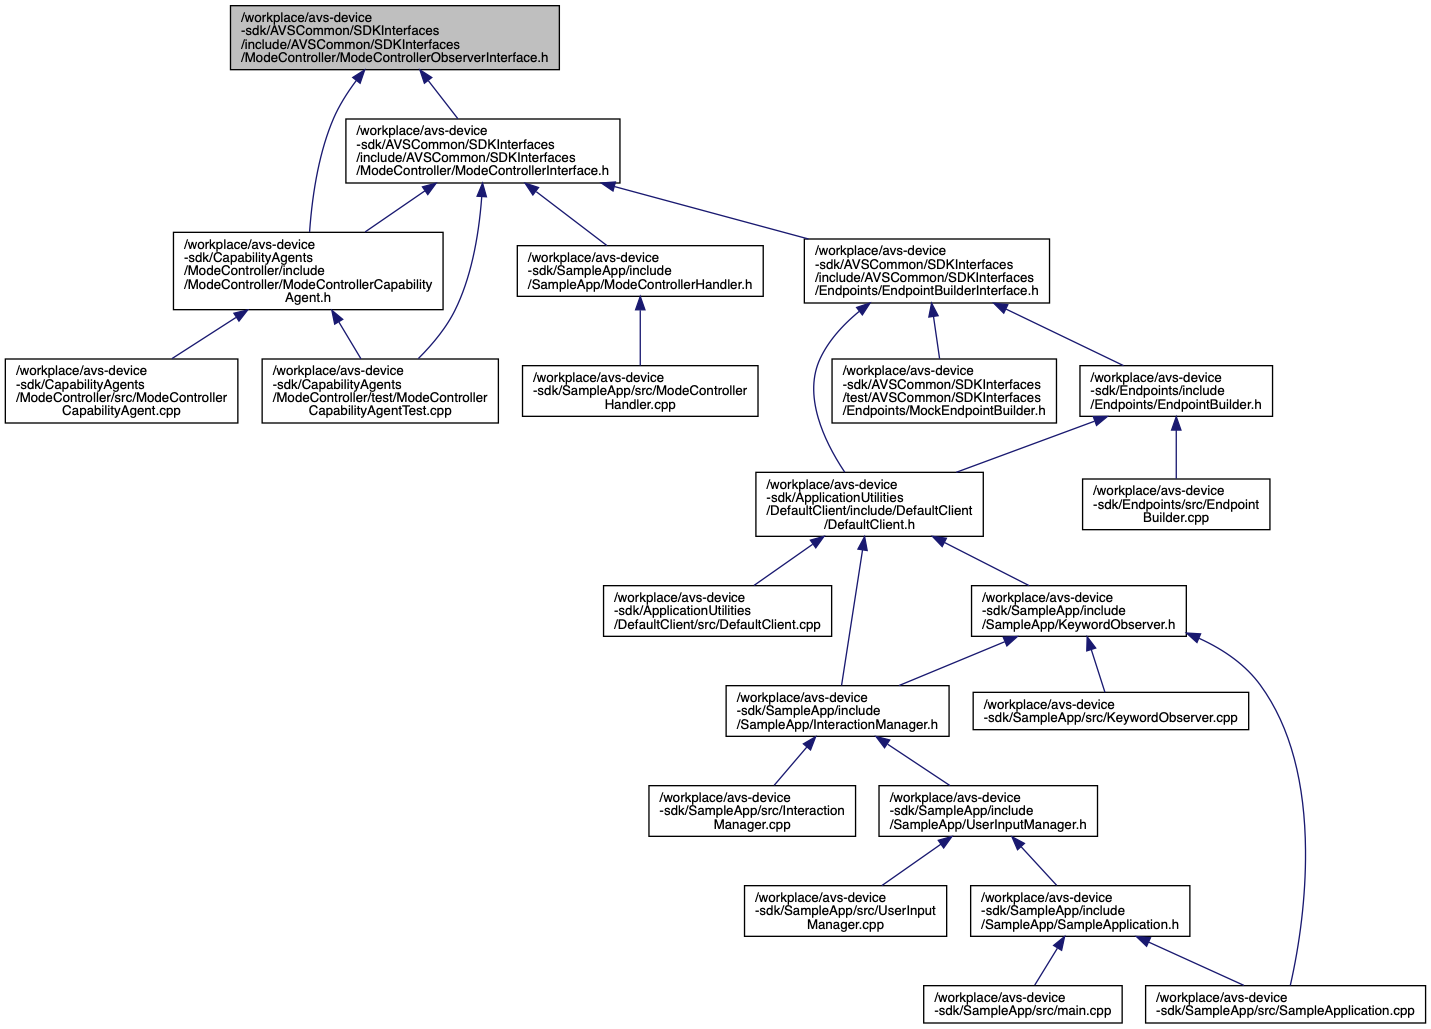 /workplace/avs-device
-sdk/AVSCommon/SDKInterfaces
/include/AVSCommon/SDKInterfaces
/ModeController/ModeControllerObserverInterface.h
/workplace/avs-device
-sdk/AVSCommon/SDKInterfaces
/include/AVSCommon/SDKInterfaces
/ModeController/ModeControllerInterface.h
/workplace/avs-device
-sdk/CapabilityAgents
/ModeController/include
/ModeController/ModeControllerCapability
Agent.h
/workplace/avs-device
-sdk/SampleApp/include
/SampleApp/ModeControllerHandler.h
/workplace/avs-device
-sdk/AVSCommon/SDKInterfaces
/include/AVSCommon/SDKInterfaces
/Endpoints/EndpointBuilderInterface.h
/workplace/avs-device
-sdk/CapabilityAgents
/ModeController/src/ModeController
CapabilityAgent.cpp
/workplace/avs-device
-sdk/CapabilityAgents
/ModeController/test/ModeController
CapabilityAgentTest.cpp
/workplace/avs-device
-sdk/SampleApp/src/ModeController
Handler.cpp
/workplace/avs-device
-sdk/AVSCommon/SDKInterfaces
/test/AVSCommon/SDKInterfaces
/Endpoints/MockEndpointBuilder.h
/workplace/avs-device
-sdk/Endpoints/include
/Endpoints/EndpointBuilder.h
/workplace/avs-device
-sdk/ApplicationUtilities
/DefaultClient/include/DefaultClient
/DefaultClient.h
/workplace/avs-device
-sdk/Endpoints/src/Endpoint
Builder.cpp
/workplace/avs-device
-sdk/ApplicationUtilities
/DefaultClient/src/DefaultClient.cpp
/workplace/avs-device
-sdk/SampleApp/include
/SampleApp/KeywordObserver.h
/workplace/avs-device
-sdk/SampleApp/include
/SampleApp/InteractionManager.h
/workplace/avs-device
-sdk/SampleApp/src/KeywordObserver.cpp
/workplace/avs-device
-sdk/SampleApp/src/Interaction
Manager.cpp
/workplace/avs-device
-sdk/SampleApp/include
/SampleApp/UserInputManager.h
/workplace/avs-device
-sdk/SampleApp/src/UserInput
Manager.cpp
/workplace/avs-device
-sdk/SampleApp/include
/SampleApp/SampleApplication.h
/workplace/avs-device
-sdk/SampleApp/src/main.cpp
/workplace/avs-device
-sdk/SampleApp/src/SampleApplication.cpp